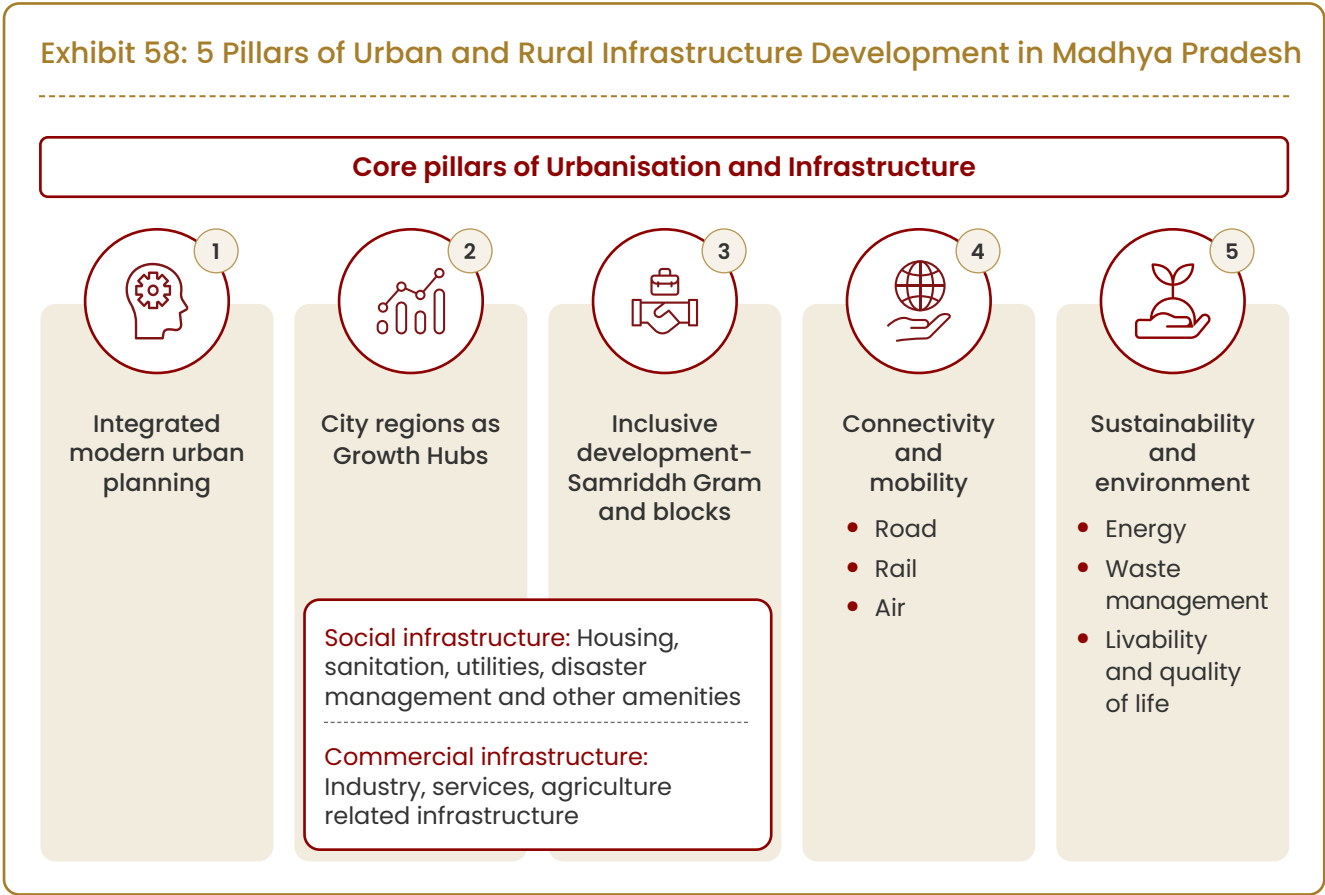 Exhibit 58: 5 Pillars of Urban and Rural Infrastructure Development in Madhya Pradesh
Core pillars of Urbanisation and Infrastructure
1
Integrated
modern urban
planning
2
City regions as
Growth Hubs
3
Inclusive
development-
Samriddh Gram
and blocks
Social infrastructure: Housing,
sanitation, utilities, disaster
management and other amenities
Commercial infrastructure:
Industry, services, agriculture
related infrastructure
4
Connectivity
and
mobility
• Road
• Rail
• Air
5
Sustainability
and
environment
• Energy
• Waste
management
• Livability
and quality
of life